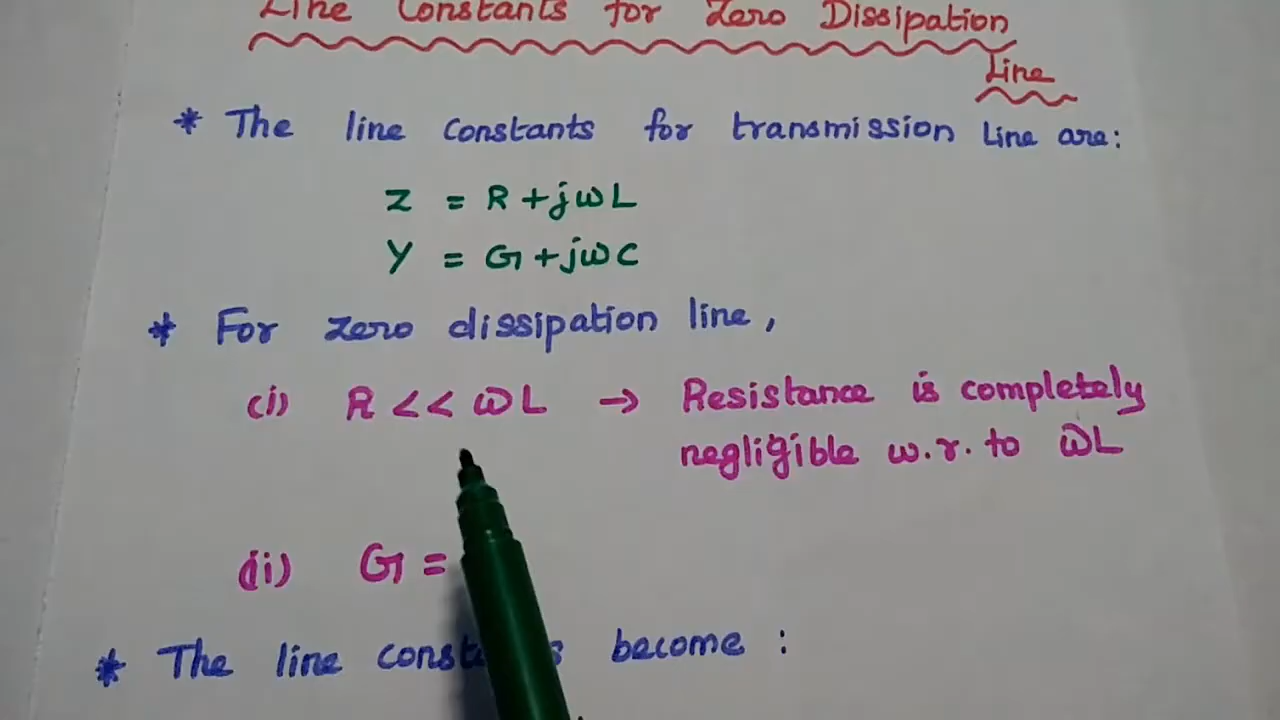 Line Constants for Zero Dissipation
Line
* The line constants for transmission Line are:
Z = R + jωL
Y = G + jωC
* For zero dissipation line,
(i) R << ωL → Resistance is completely
negligible w.r. to ωL
(ii) G =
* The line become :